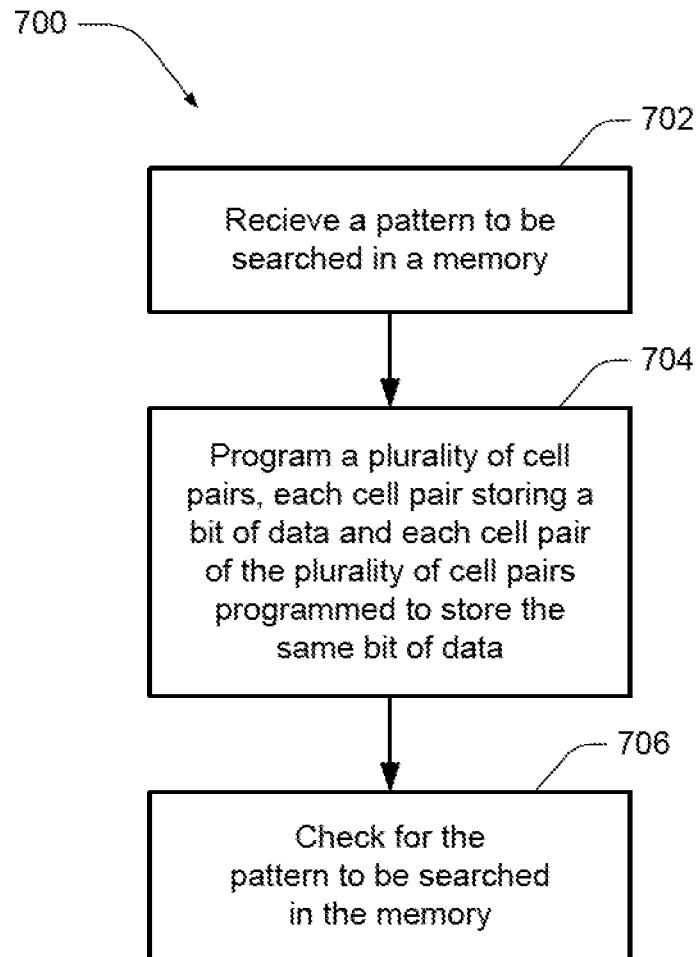 700
702
Recieve a pattern to be
searched in a memory
704
Program a plurality of cell
pairs, each cell pair storing a
bit of data and each cell pair
of the plurality of cell pairs
programmed to store the
same bit of data
706
Check for the
pattern to be searched
in the memory